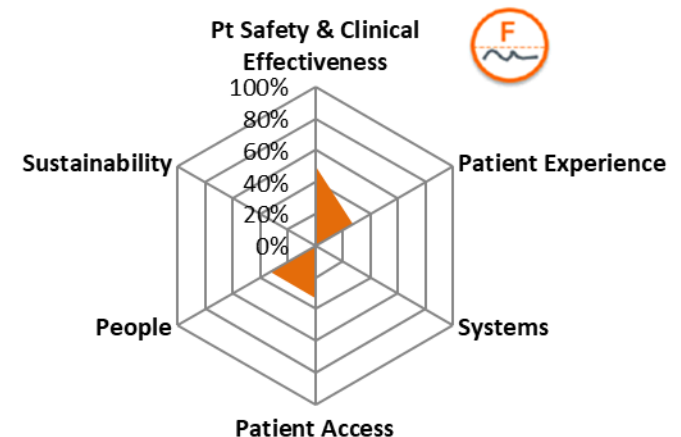 Pt Safety & Clinical
Effectiveness
F
100%
80%
60%
40%
20%
0%
Sustainability
Patient Experience
People
Systems
Patient Access